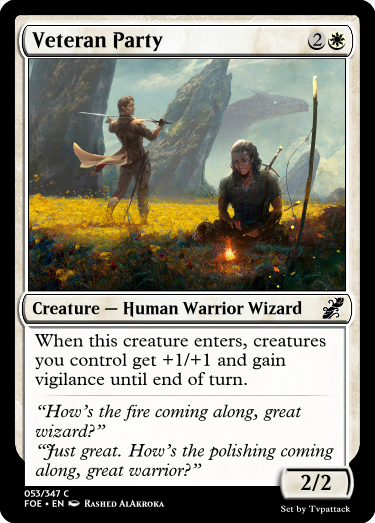 Veteran Party 2
Creature — Human Warrior Wizard
When this creature enters, creatures
you control get +1/+1 and gain
vigilance until end of turn.
“How's the fire coming along, great
wizard?”
“Just great. How's the polishing coming
along, great warrior?”
2/2
053/347 C
FOE • EN Rashed AlAkroka
Set by Tvpattack